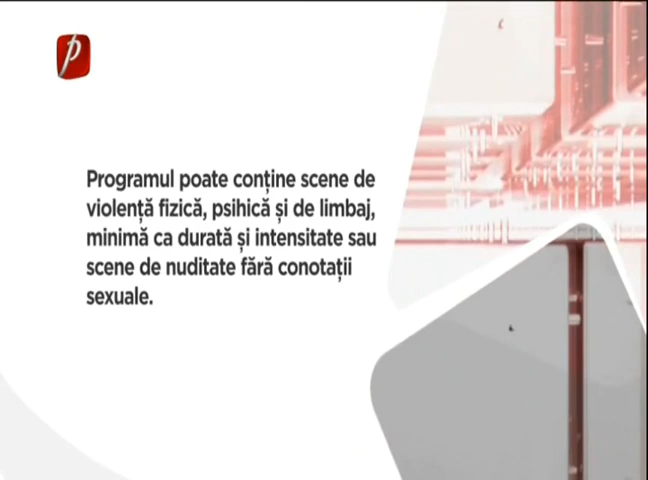 p
Programul poate conține scene de
violență fizică, psihică și de limbaj,
minimă ca durată și intensitate sau
scene de nuditate fără conotații
sexuale.